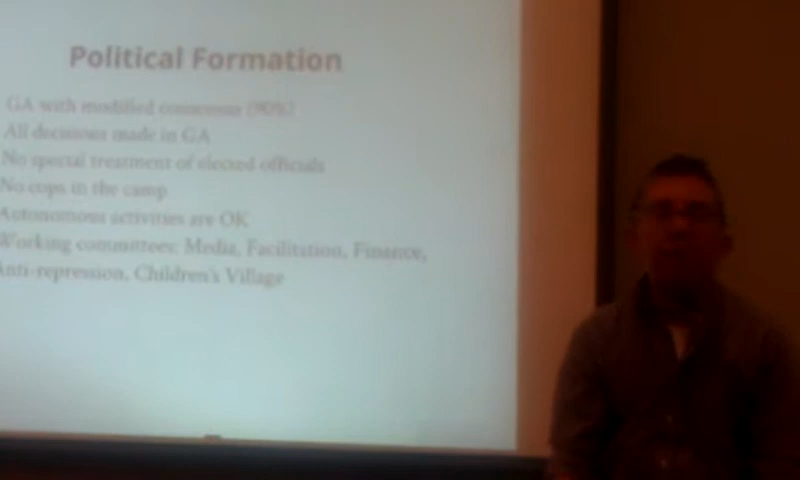 Political Formation
GA with modified consensus (90%)
All decisions made in GA
No special treatment of elected officials
No cops in the camp
Autonomous activities are OK
Working committees: Media, Facilitation, Finance,
Anti-repression, Children's Village